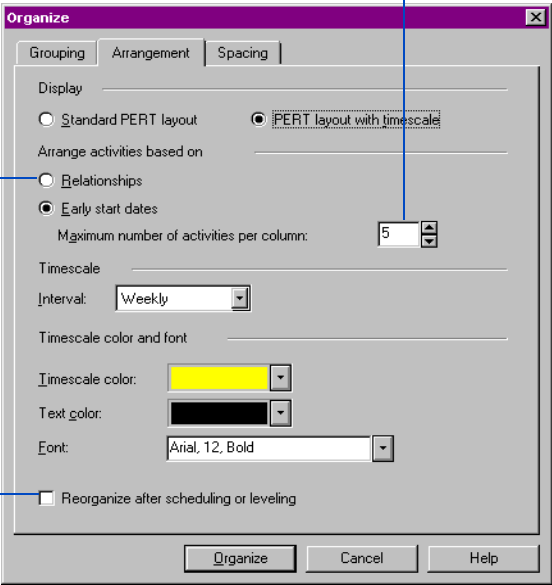 Organize
Grouping Arrangement Spacing
Display
Standard PERT layout PERT layout with timescale
Arrange activities based on
Relationships
Early start dates
Maximum number of activities per column: 5
Timescale
Interval: Weekly
Timescale color and font
Timescale color:
Text color:
Font: Arial, 12, Bold
Reorganize after scheduling or leveling
Organize Cancel Help